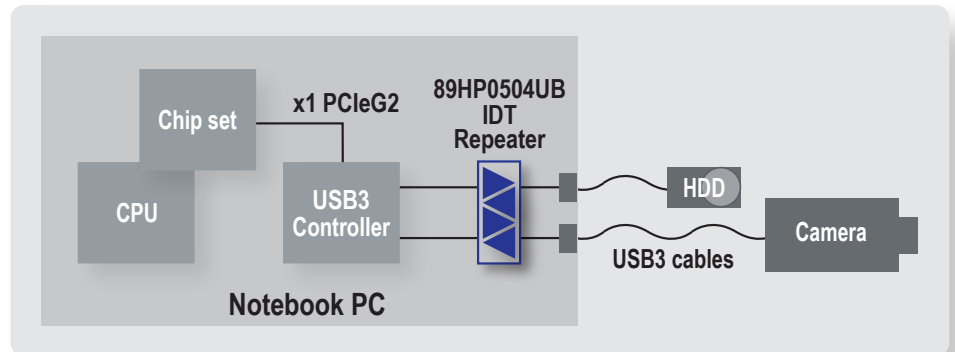 Chip set
x1 PCIeG2
89HP0504UB
IDT
Repeater
CPU
USB3
Controller
HDD
Camera
USB3 cables
Notebook PC